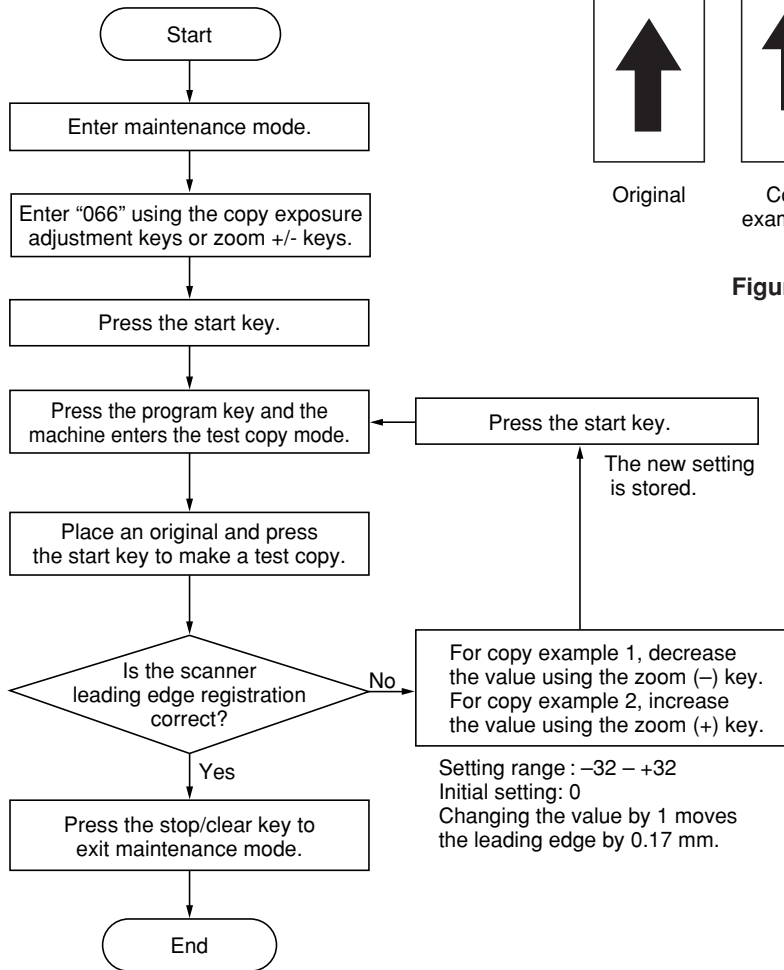 Start
Enter maintenance mode.
Enter “066” using the copy exposure
adjustment keys or zoom +/- keys.
Press the start key.
Press the program key and the
machine enters the test copy mode.
Place an original and press
the start key to make a test copy.
Is the scanner
leading edge registration
correct?
Yes
No
Press the stop/clear key to
exit maintenance mode.
End
For copy example 1, decrease
the value using the zoom (–) key.
For copy example 2, increase
the value using the zoom (+) key.
Setting range : –32 – +32
Initial setting: 0
Changing the value by 1 moves
the leading edge by 0.17 mm.
The new setting
is stored.
Press the start key.
Original